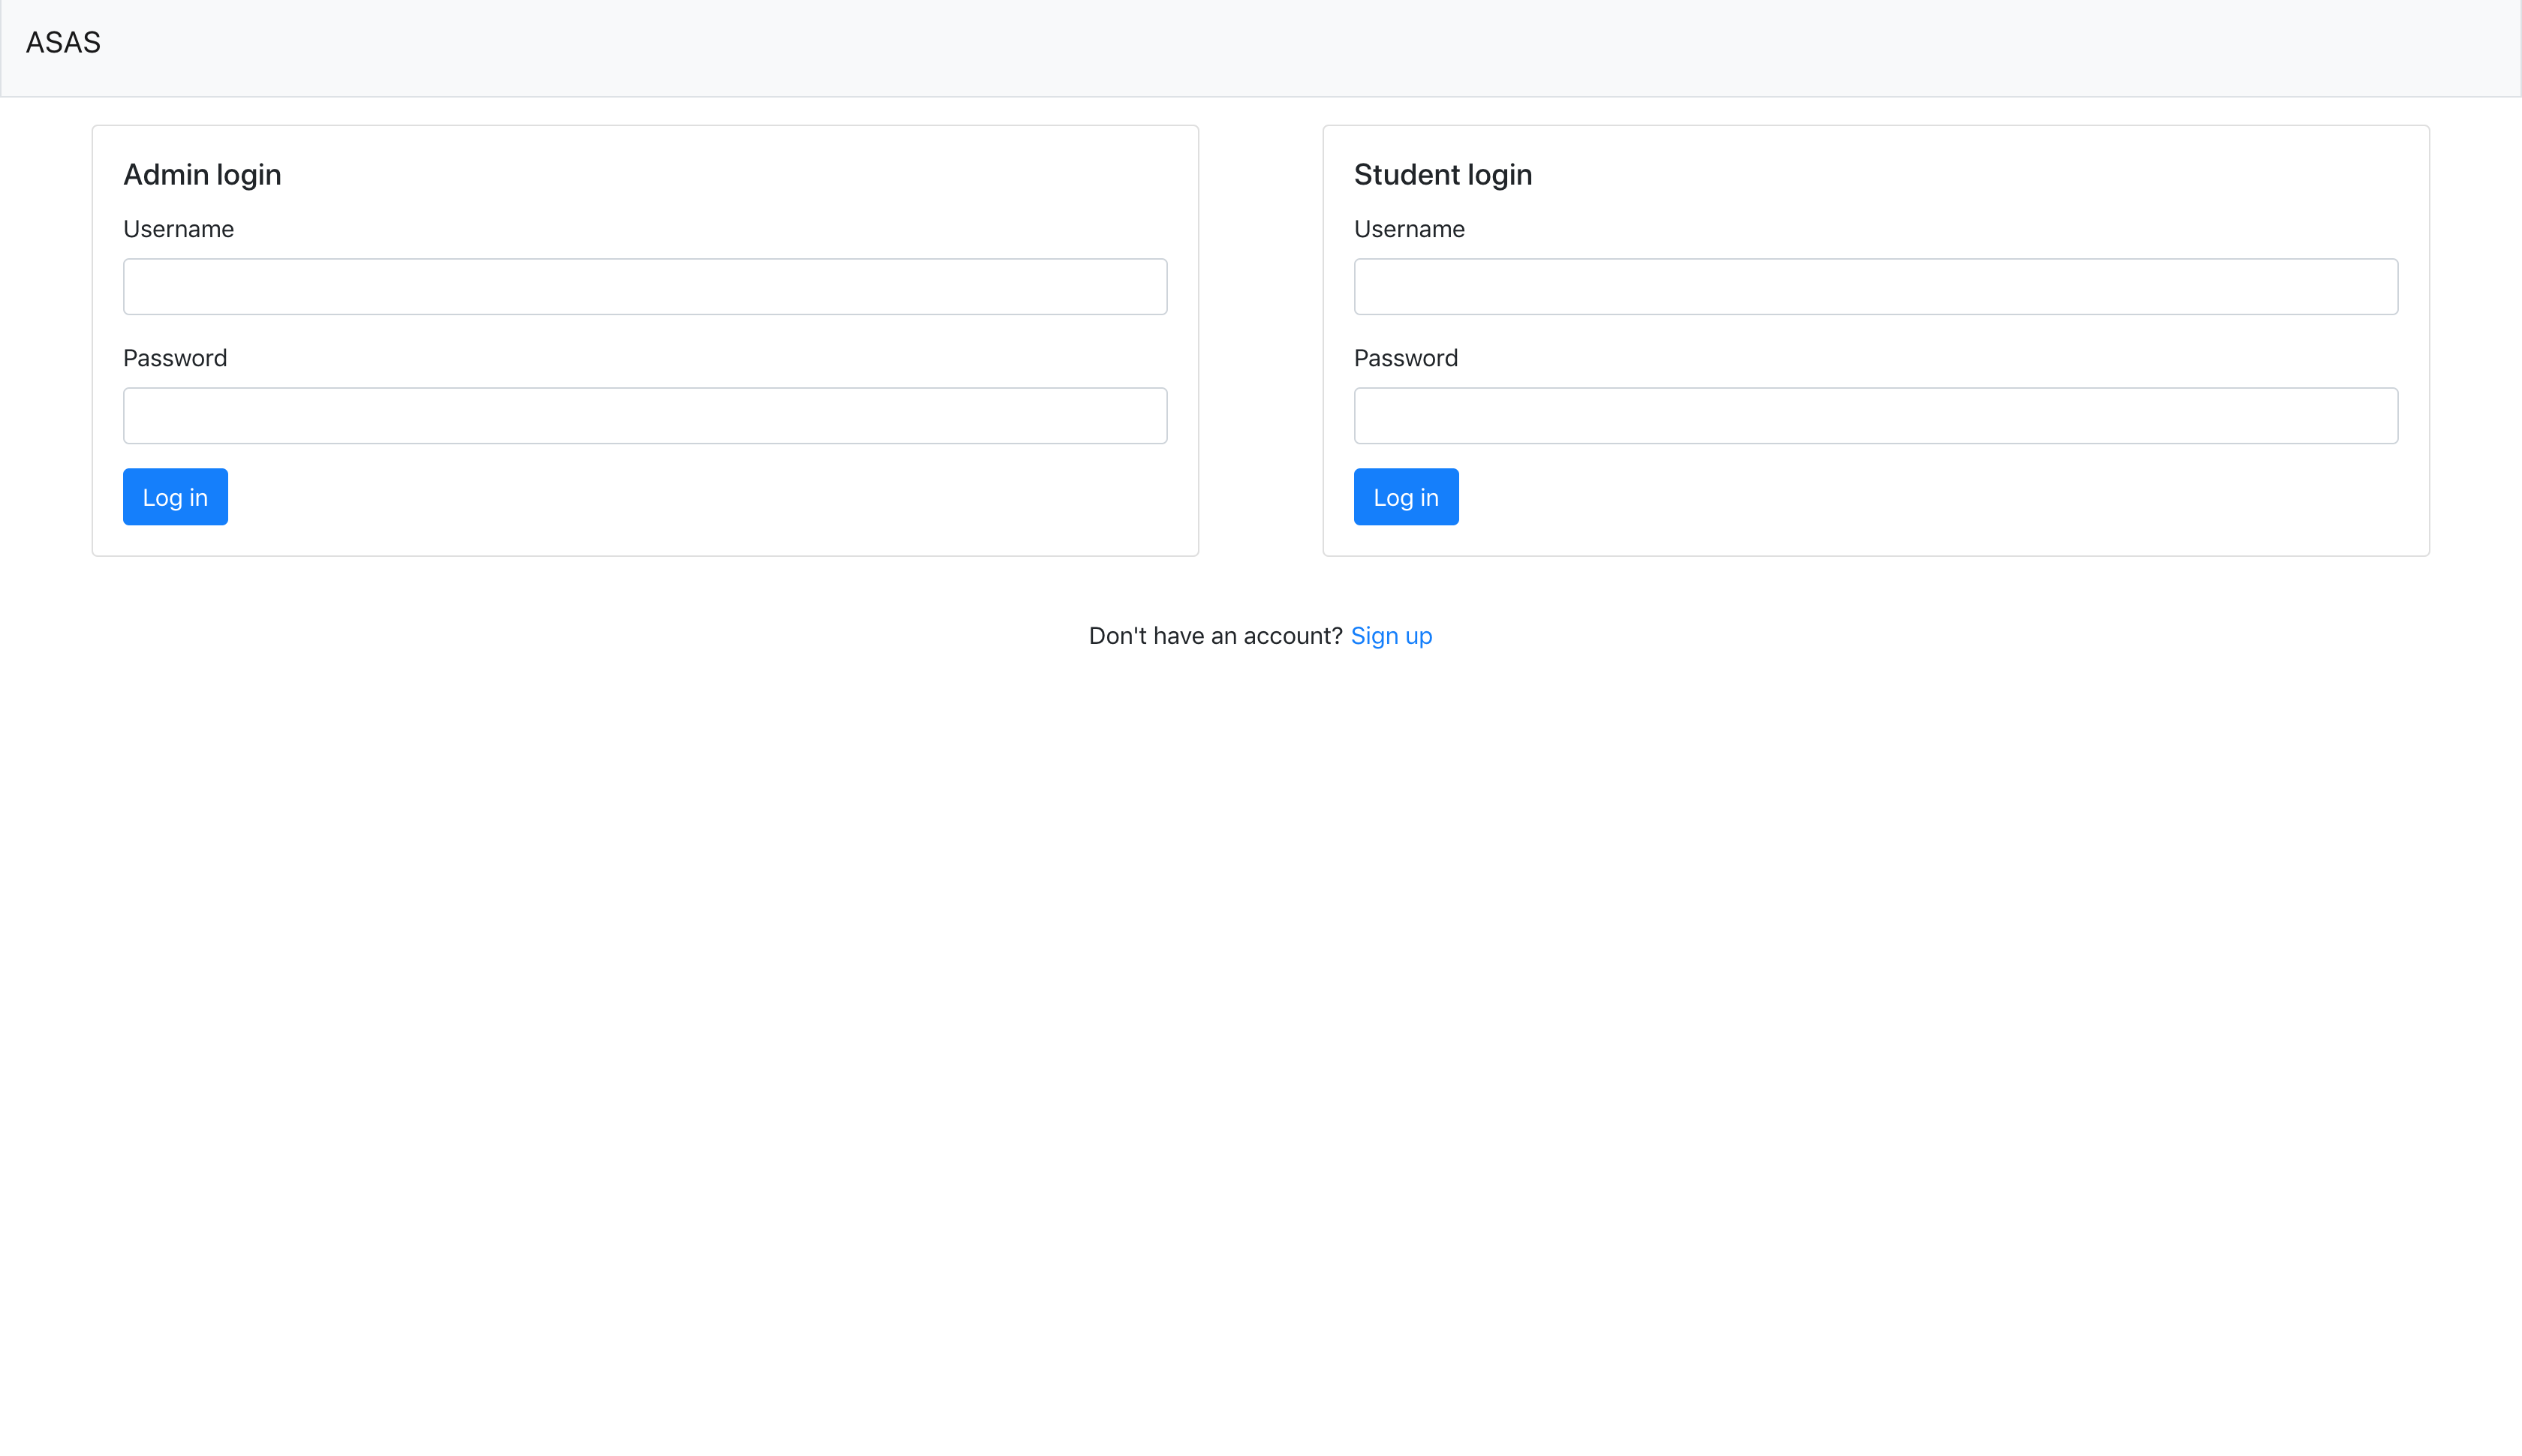 ASAS
Admin login
Username
Password
Log in
Student login
Username
Password
Log in
Don't have an account? Sign up